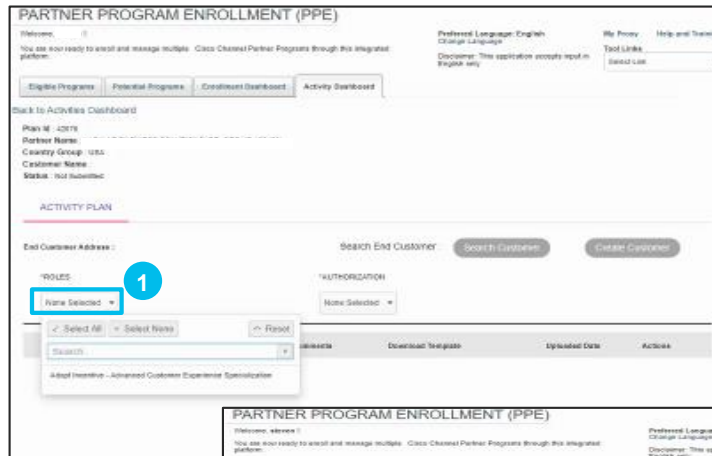 PARTNER PROGRAM ENROLLMENT (PPE)
Welcome,
You are now ready to enroll and manage multiple Cisco Channel Partner Programs through this integrated platform.
Preferred Language: English
Change Language
Disclaimer: This application accepts input in English only
My Proxy Help and Traini
Tool Links
Select Link
Eligible Programs
Potential Programs
Enrollment Dashboard
Activity Dashboard
Back to Activities Dashboard
Plan Id :
Partner Name :
Country Group : USA
Customer Name
Status : Not Submitted
ACTIVITY PLAN
End Customer Address :
Search End Customer
Search Customer
Create Customer
*ROLES
1
*AUTHORIZATION
None Selected
None Selected
Select All
Select None
Reset
Search
Adopt Incentive - Advanced Customer Experience Specialization
Download Template
Uploaded Date
Actions
PARTNER PROGRAM ENROLLMENT (PPE)
Welcome, steven
You are now ready to enroll and manage multiple Cisco Channel Partner Programs through this integrated platform.
Preferred Langua
Change Language
Disclaimer: This ap
English only